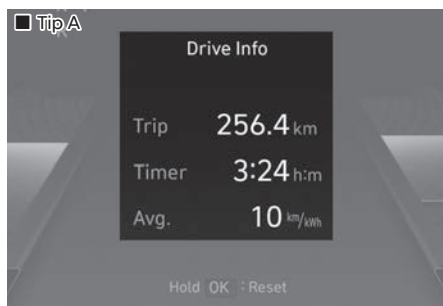 ■ Tip A
Drive Info
Trip 256.4 km
Timer 3:24 h:m
Avg. 10 km/kWh
Hold OK : Reset